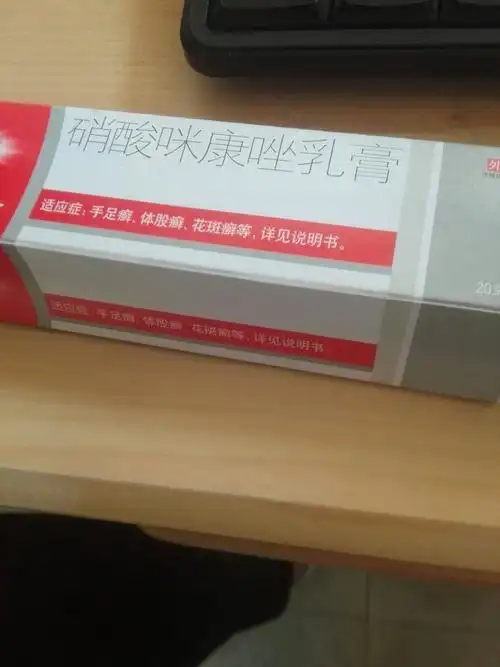 硝酸咪康唑乳膏
适应症：手足癣、体股癣、花斑癣等，详见说明书。
外
20
适应症：手足癣、体股癣、花斑癣等，详见说明书